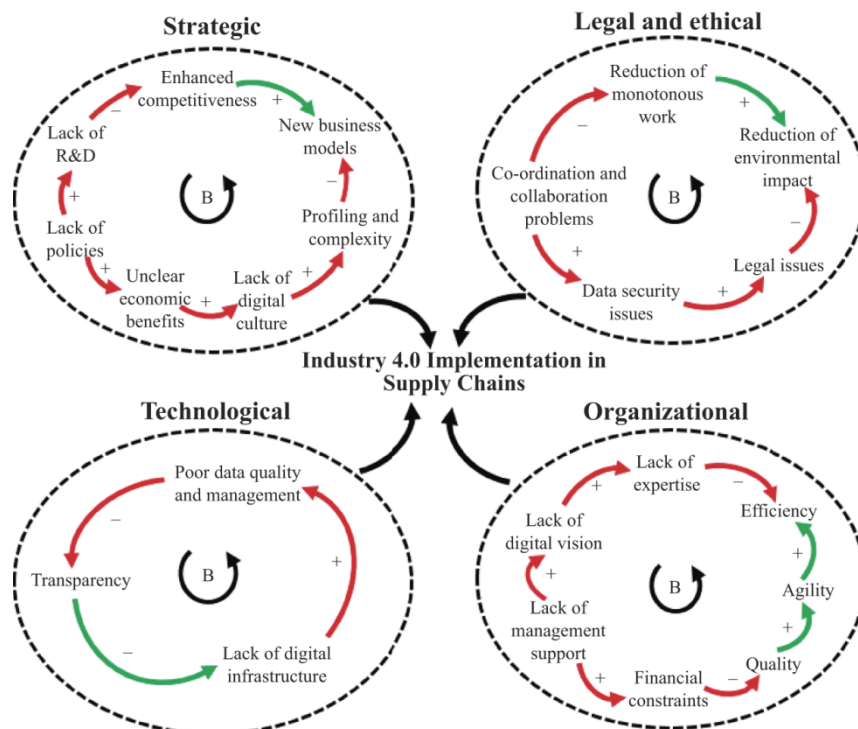 Strategic
Enhanced
competitiveness
+
New business
models
−
Lack of
R&D
+
Lack of
policies
+
Unclear
economic
benefits
+
Lack of
digital
culture
+
Profiling and
complexity
−
B
Legal and ethical
Reduction of
monotonous
work
+
Reduction of
environmental
impact
−
Co-ordination and
collaboration
problems
+
Data security
issues
+
Legal issues
−
B
Industry 4.0 Implementation in
Supply Chains
Technological
Poor data quality
and management
−
Transparency
−
Lack of digital
infrastructure
+
B
Organizational
Lack of
expertise
−
Efficiency
+
Lack of
digital vision
+
Lack of
management
support
+
Financial
constraints
−
Quality
+
Agility
+
B